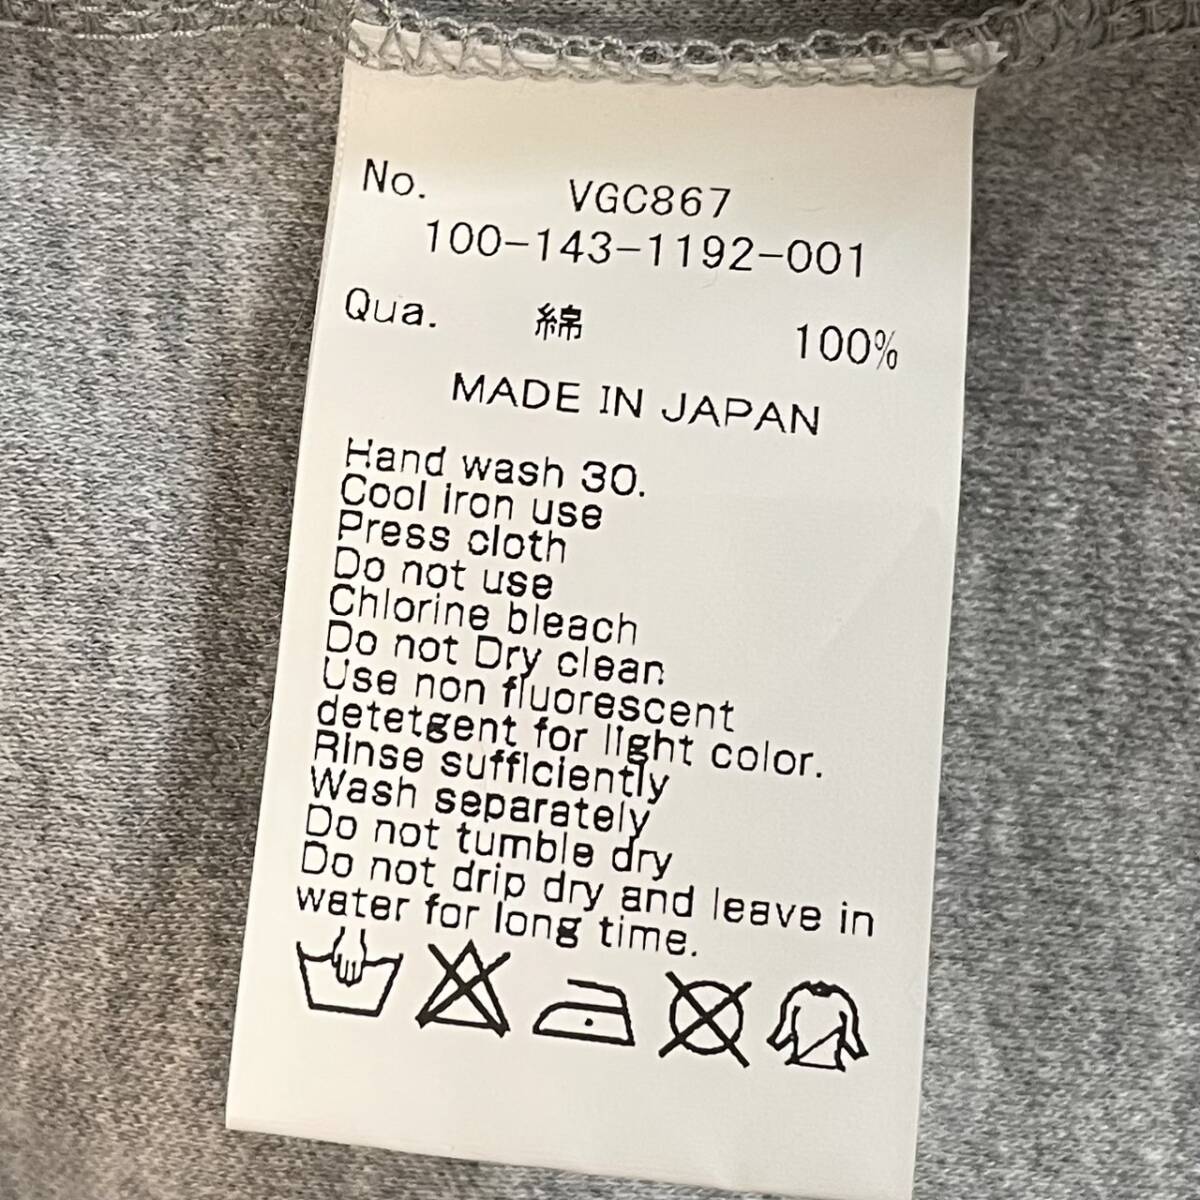 No. VGC867
100-143-1192-001
Qua. 綿 100%
MADE IN JAPAN
Hand wash 30.
Cool iron use
Press cloth
Do not use
Chlorine bleach
Do not Dry clean
Use non fluorescent
detetgent for light color.
Rinse sufficiently
Wash separately
Do not tumble dry
Do not drip dry and leave in
water for long time.